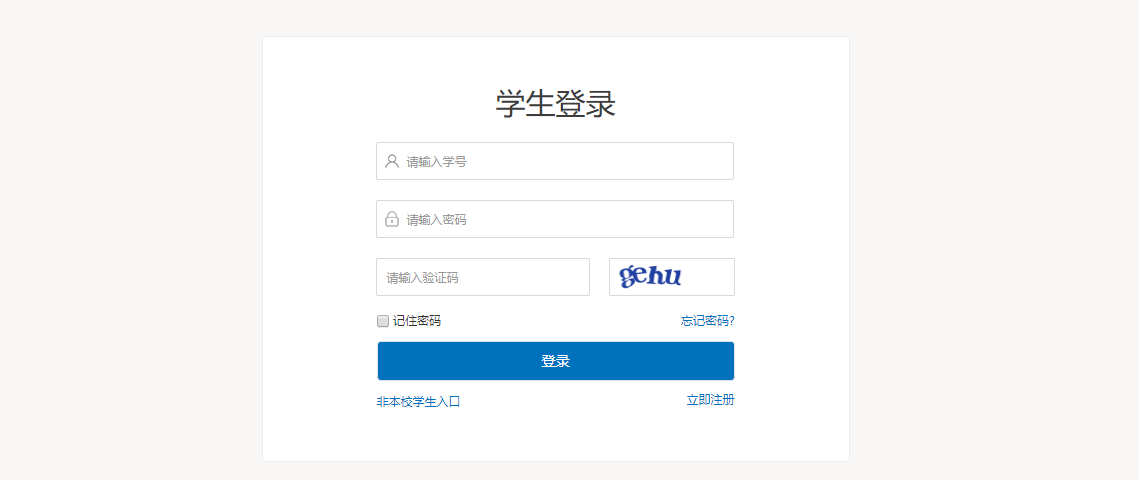 学生登录
请输入学号
请输入密码
请输入验证码
gehu
记住密码
忘记密码?
登录
非本校学生入口
立即注册